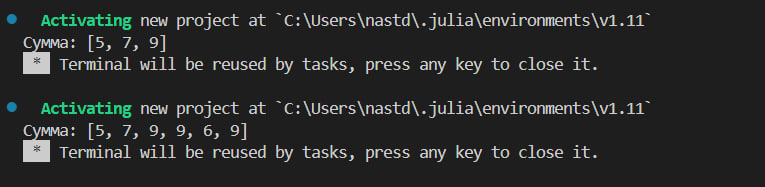 Activating new project at `C:\Users\nastd\.julia\environments\v1.11`
Сумма: [5, 7, 9]
* Terminal will be reused by tasks, press any key to close it.
Activating new project at `C:\Users\nastd\.julia\environments\v1.11`
Сумма: [5, 7, 9, 9, 6, 9]
* Terminal will be reused by tasks, press any key to close it.